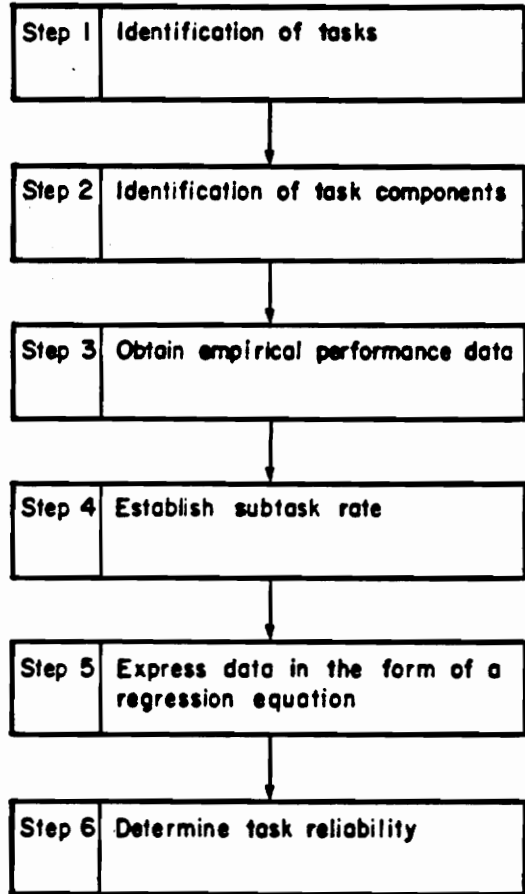 Step 1 Identification of tasks
Step 2 Identification of task components
Step 3 Obtain empirical performance data
Step 4 Establish subtask rate
Step 5 Express data in the form of a
regression equation
Step 6 Determine task reliability